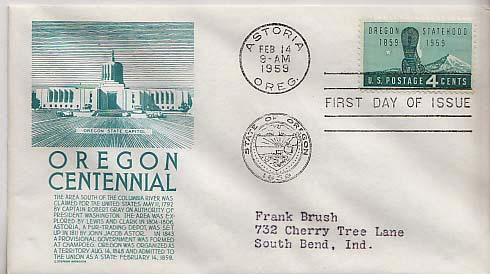 ASTORIA
FEB 14
9-AM
1959
OREG.
OREGON STATEHOOD
1859 1959
U.S. POSTAGE 4 CENTS
FIRST DAY OF ISSUE
OREGON STATE CAPITOL
STATE OF OREGON
1859
OREGON
CENTENNIAL
THE AREA SOUTH OF THE COLUMBIA RIVER, WAS
CLAIMED FOR THE UNITED STATES, MAY 11, 1792
BY CAPTAIN ROBERT GRAY ON AUTHORITY OF
PRESIDENT WASHINGTON. THE AREA WAS EX-
PLORED BY LEWIS AND CLARK IN 1804-1806.
ASTORIA, A FUR-TRADING DEPOT, WAS SET
UP IN 1811 BY JOHN JACOB ASTOR. IN 1843
A PROVISIONAL GOVERNMENT WAS FORMED
AT CHAMPOEG. OREGON WAS ORGANIZED AS
A TERRITORY AUG. 14, 1848 AND ADMITTED
TO THE UNION AS A STATE: FEBRUARY 14, 1859.
Frank Brush
732 Cherry Tree Lane
South Bend, Ind.